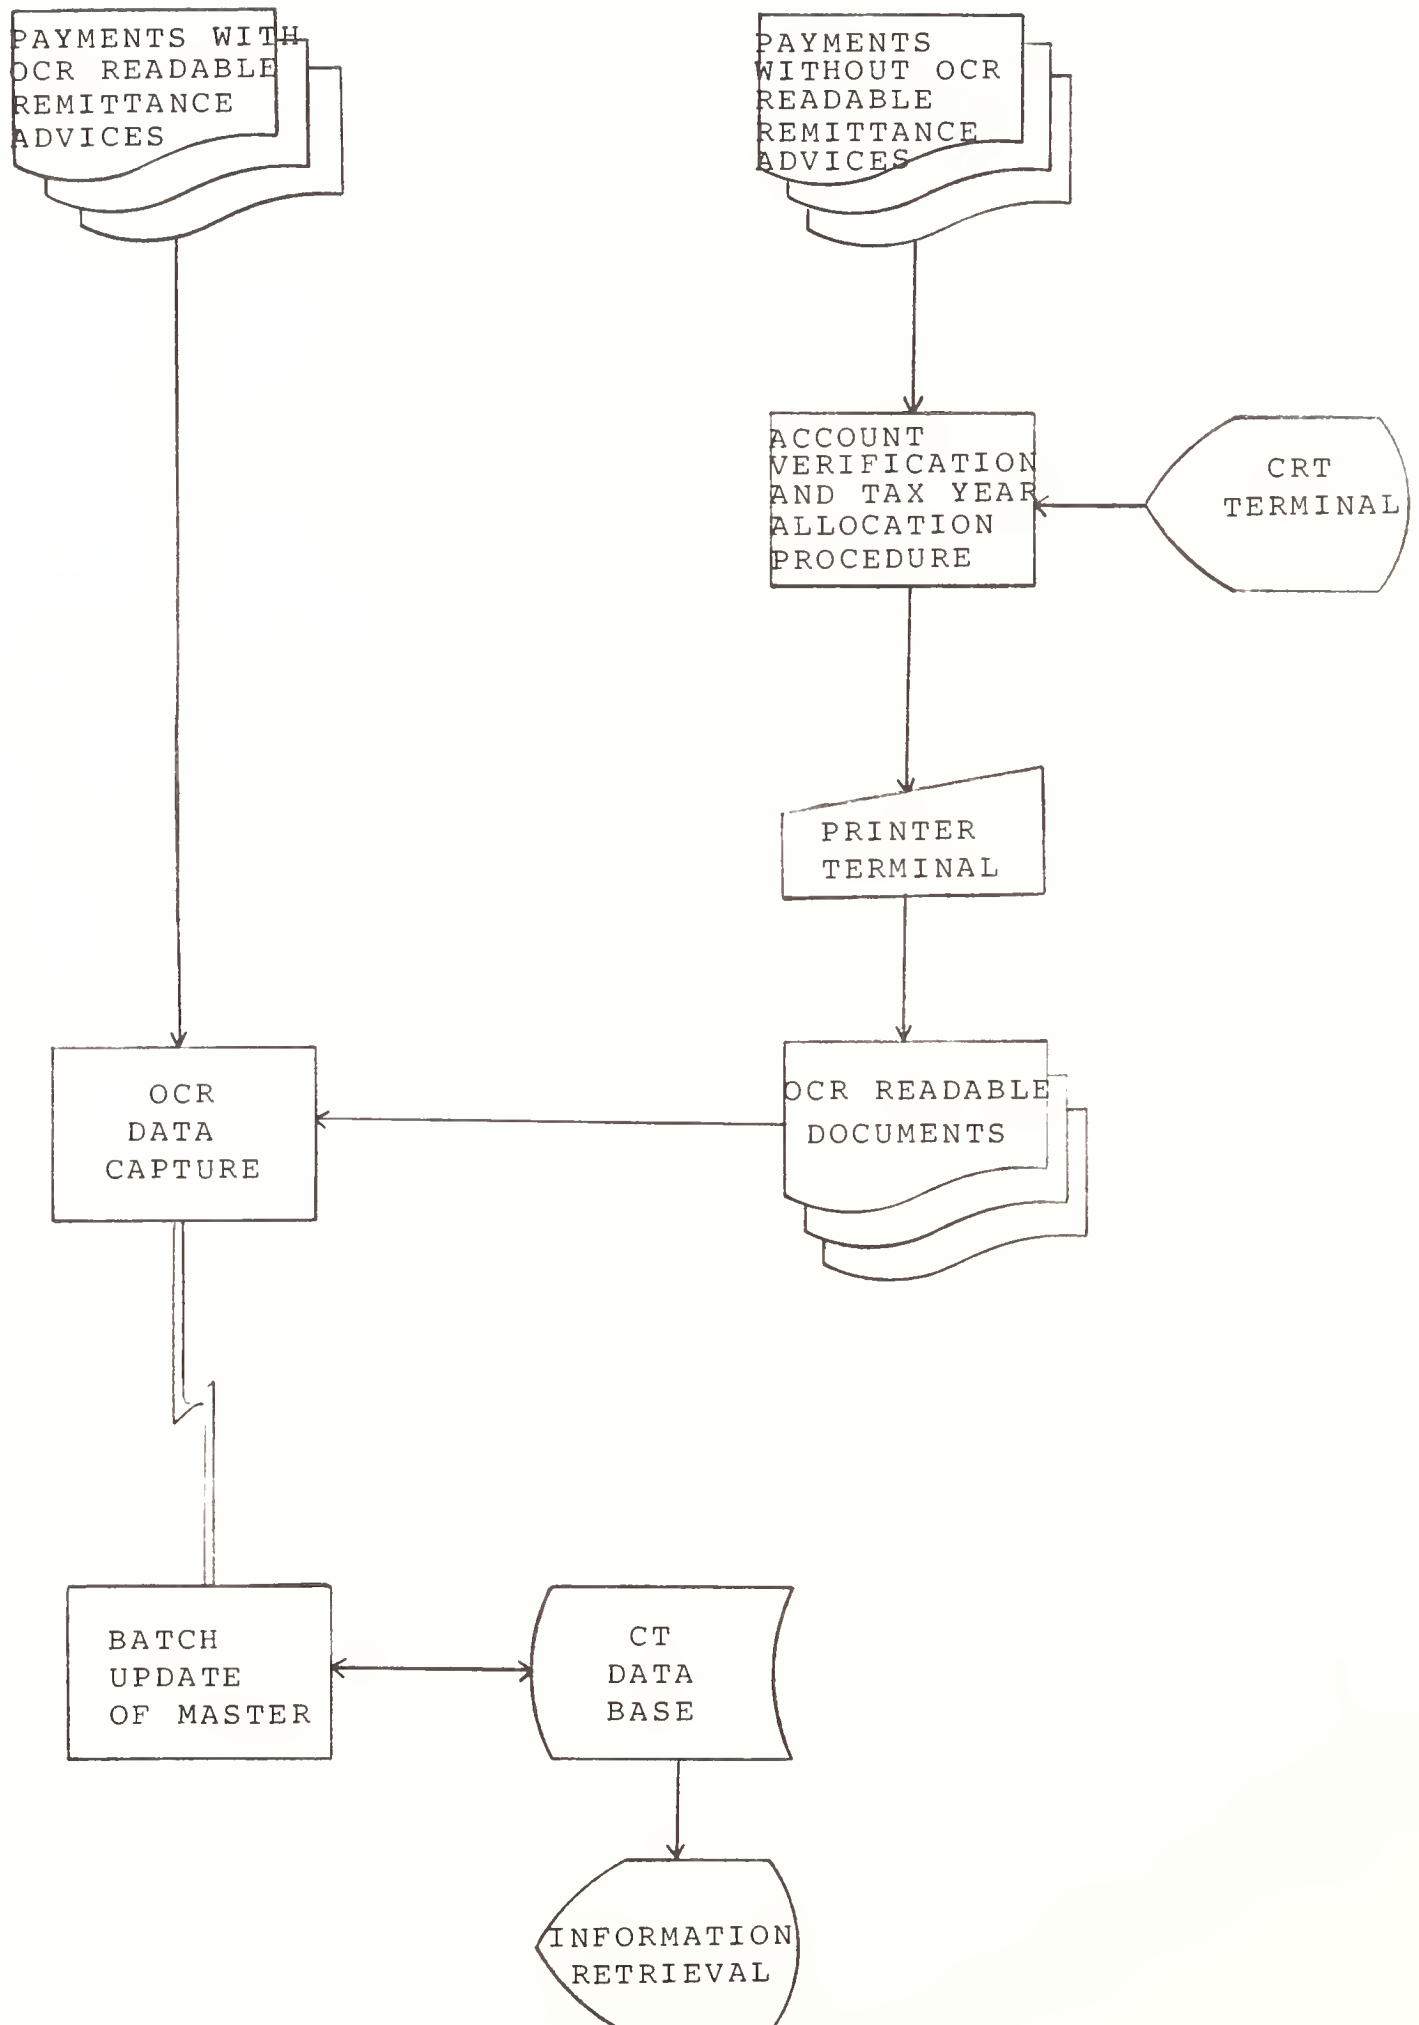 PAYMENTS WITH
OCR READABLE
REMITTANCE
ADVICES
PAYMENTS
WITHOUT OCR
READABLE
REMITTANCE
ADVICES
ACCOUNT
VERIFICATION
AND TAX YEAR
ALLOCATION
PROCEDURE
CRT
TERMINAL
PRINTER
TERMINAL
OCR
DATA
CAPTURE
OCR READABLE
DOCUMENTS
BATCH
UPDATE
OF MASTER
CT
DATA
BASE
INFORMATION
RETRIEVAL